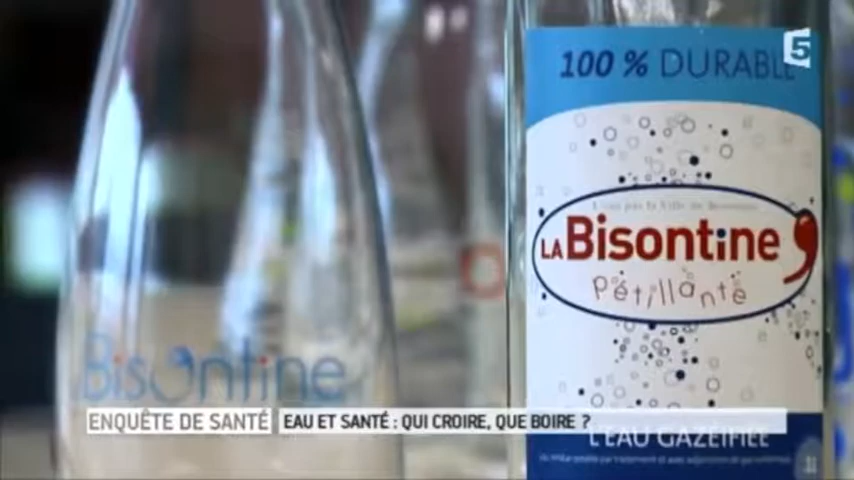 5
100 % DURABLE
LA Bisontine
pétillante
Bisontine
ENQUÊTE DE SANTÉ
EAU ET SANTÉ : QUI CROIRE, QUE BOIRE ?
L'EAU GAZÉIFIÉE